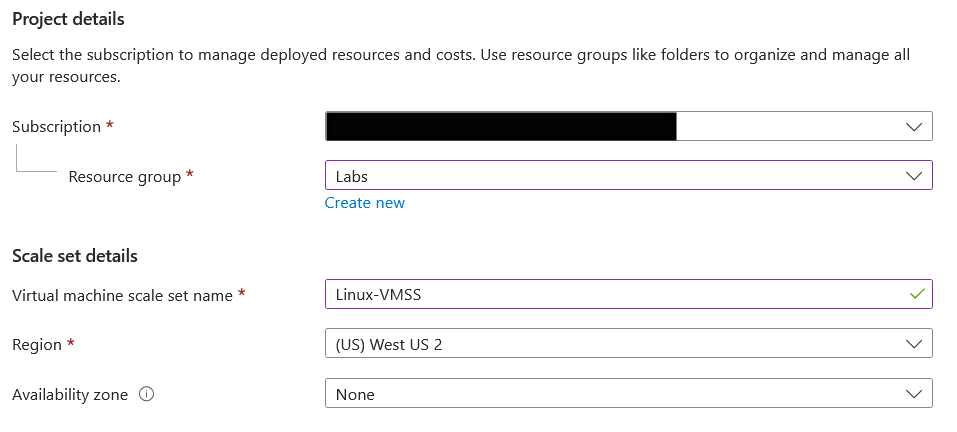 Project details
Select the subscription to manage deployed resources and costs. Use resource groups like folders to organize and manage all
your resources.
Subscription *
Resource group * Labs
Create new
Scale set details
Virtual machine scale set name * Linux-VMSS
Region * (US) West US 2
Availability zone None